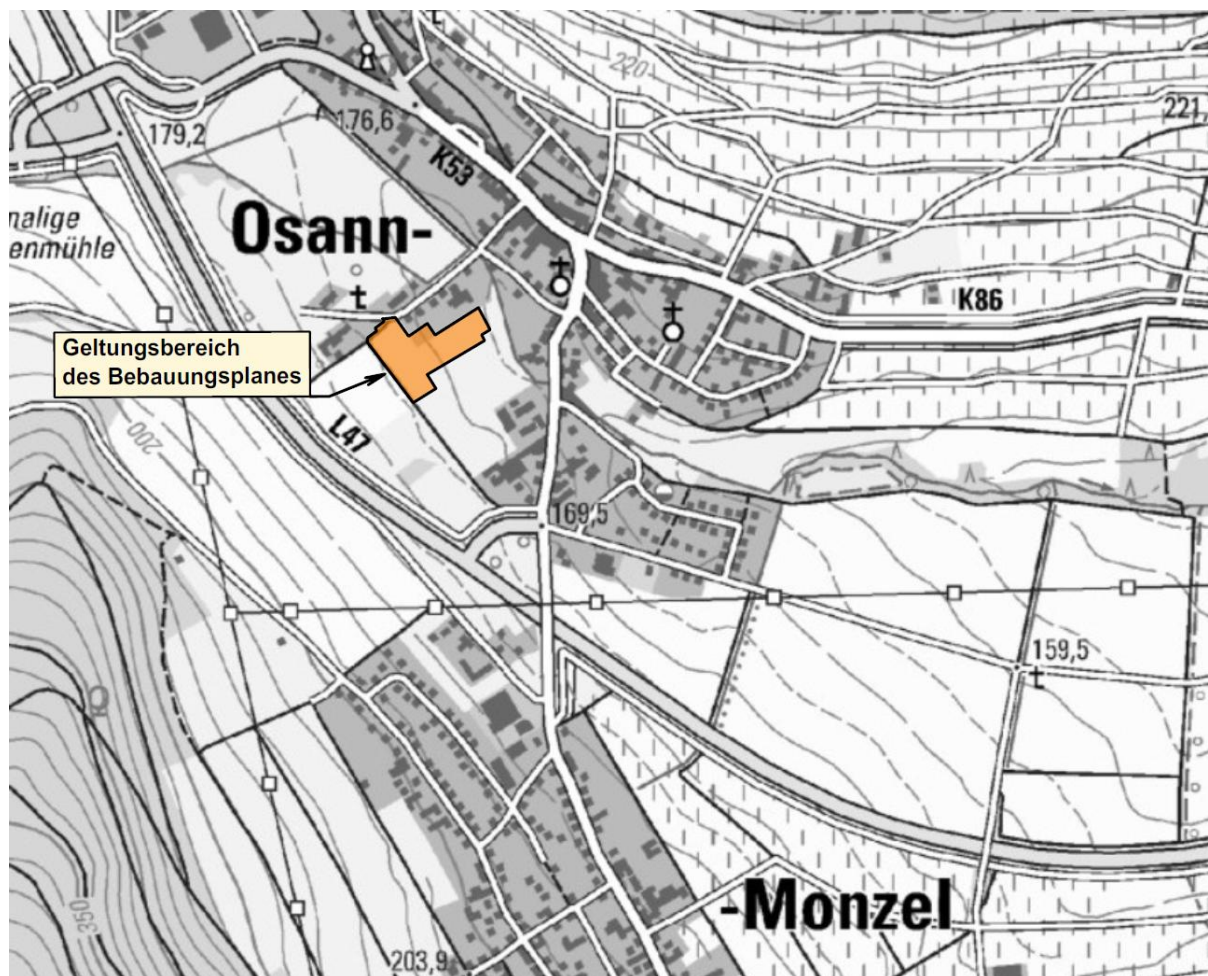 220
221,
179,2
176,6
K53
nalige
enmühle
Osann-
K86
Geltungsbereich
des Bebauungsplanes
L47
200
169,5
159,5
350
-Monzel
203,9